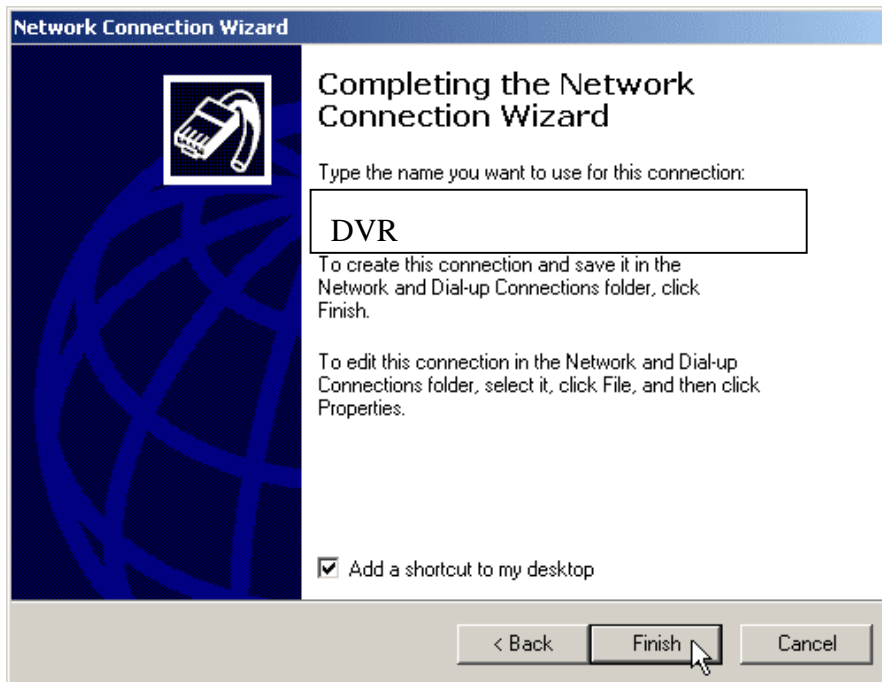 Network Connection Wizard
Completing the Network
Connection Wizard
Type the name you want to use for this connection:
DVR
To create this connection and save it in the
Network and Dial-up Connections folder, click
Finish.
To edit this connection in the Network and Dial-up
Connections folder, select it, click File, and then click
Properties.
Add a shortcut to my desktop
< Back
Finish
Cancel